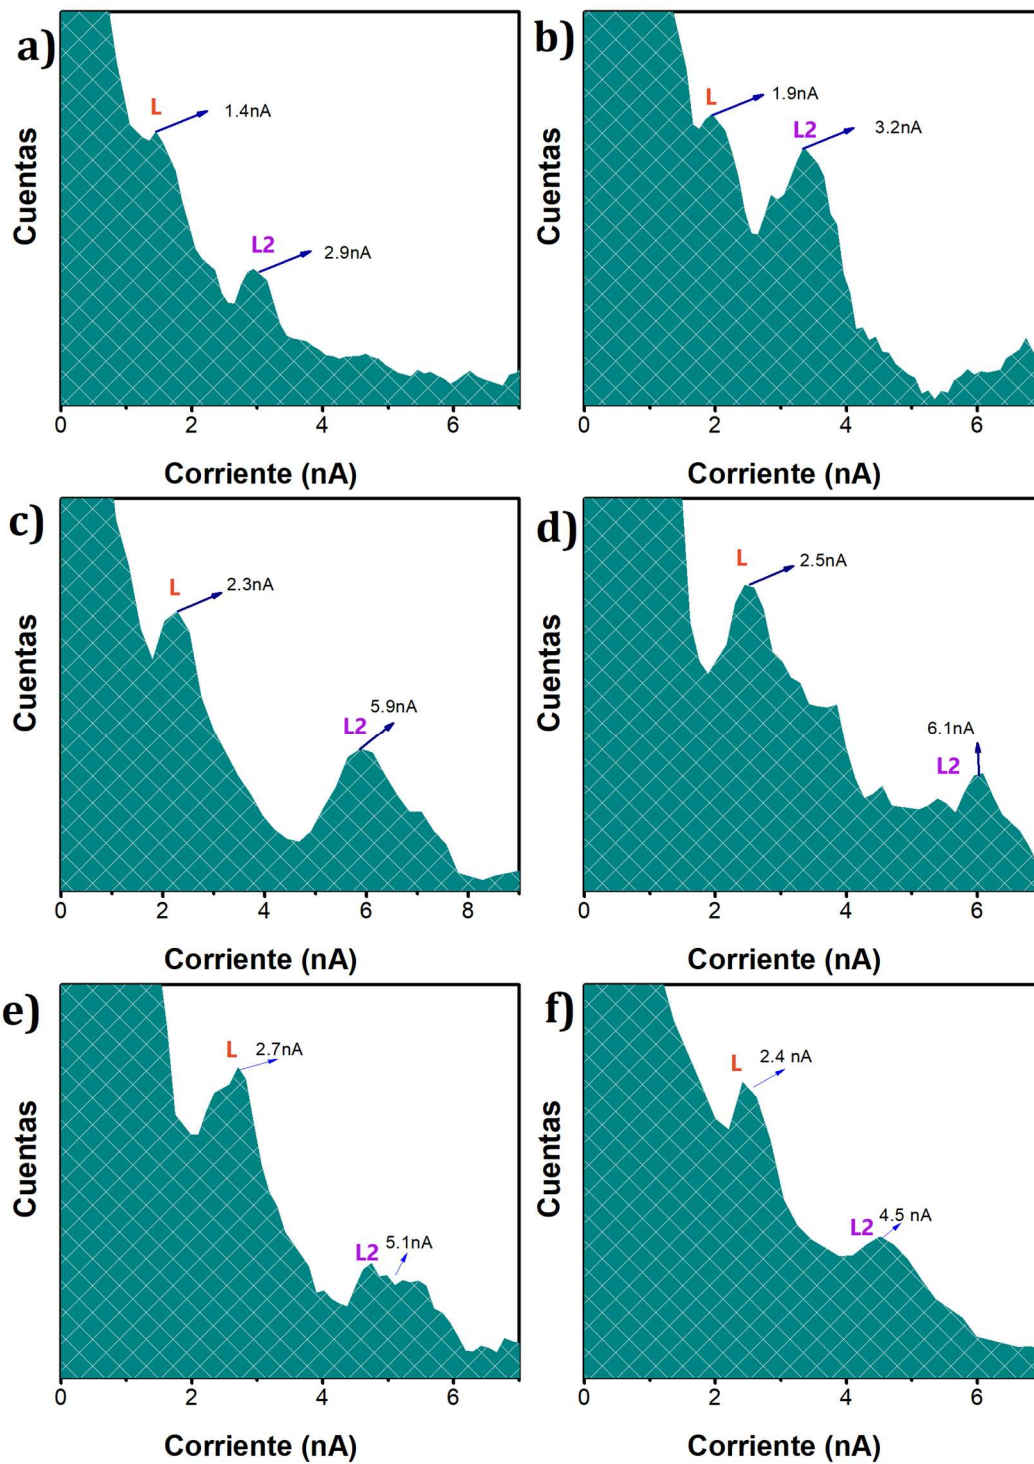 a)
L
1.4nA
L2
2.9nA
Cuentas
0 2 4 6
Corriente (nA)
b)
L
1.9nA
L2
3.2nA
Cuentas
0 2 4 6
Corriente (nA)
c)
L
2.3nA
5.9nA
L2
Cuentas
0 2 4 6 8
Corriente (nA)
d)
L
2.5nA
6.1nA
L2
Cuentas
0 2 4 6
Corriente (nA)
e)
L
2.7nA
L2
5.1nA
Cuentas
0 2 4 6
Corriente (nA)
f)
L
2.4 nA
L2
4.5 nA
Cuentas
0 2 4 6
Corriente (nA)